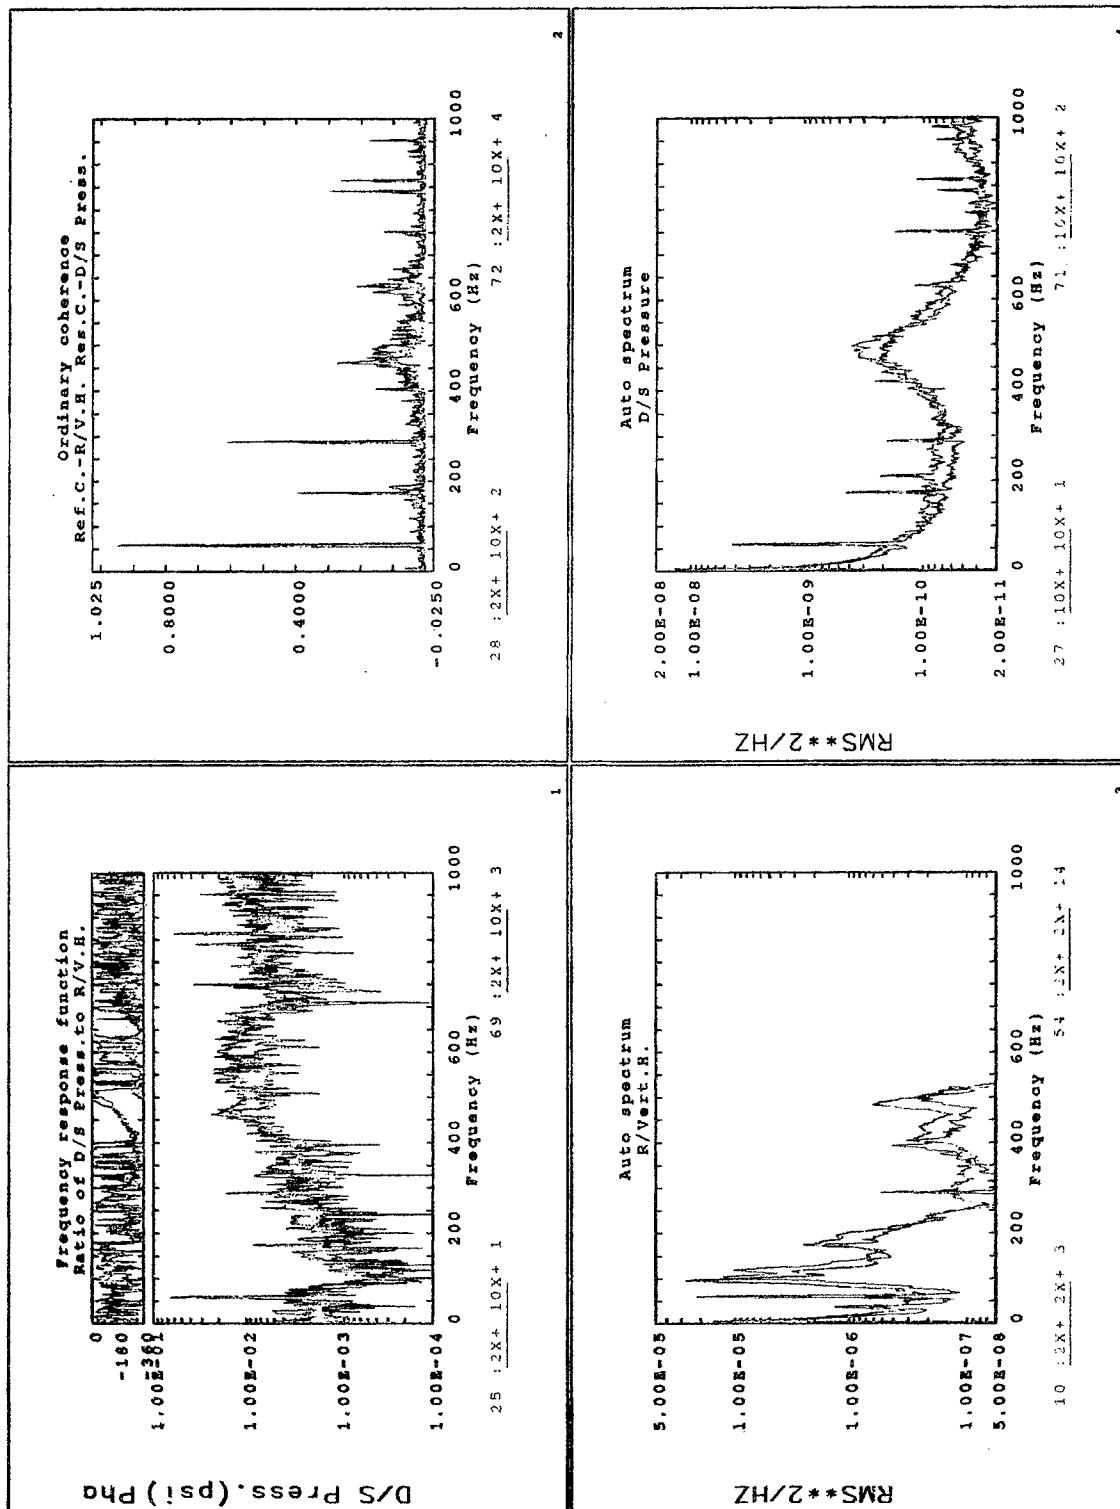 Frequency response function
Ratio of D/S Press.to R/V.H.
0
-180
-360
1.00E-01
1.00E-02
1.00E-03
1.00E-04
D/S Press.(psi) Pha
0 200 400 600 1000
Frequency (Hz)
25 :2X+ 10X+ 1
69 :2X+ 10X+ 3
1
Ordinary coherence
Ref.C.-R/V.H. Res.C.-D/S Press.
1.025
0.8000
0.4000
-0.0250
0 200 400 600 1000
Frequency (Hz)
28 :2X+ 10X+ 2
72 :2X+ 10X+ 4
2
Auto spectrum
R/Vert.H.
5.00E-05
1.00E-05
1.00E-06
1.00E-07
5.00E-08
RMS**2/HZ
0 200 400 600 1000
Frequency (Hz)
10 :2X+ 2X+ 3
54 :2X+ 2X+ 14
3
Auto spectrum
D/S Pressure
2.00E-08
1.00E-08
1.00E-09
1.00E-10
2.00E-11
RMS**2/HZ
0 200 400 600 1000
Frequency (Hz)
27 :10X+ 10X+ 1
71 :10X+ 10X+ 2